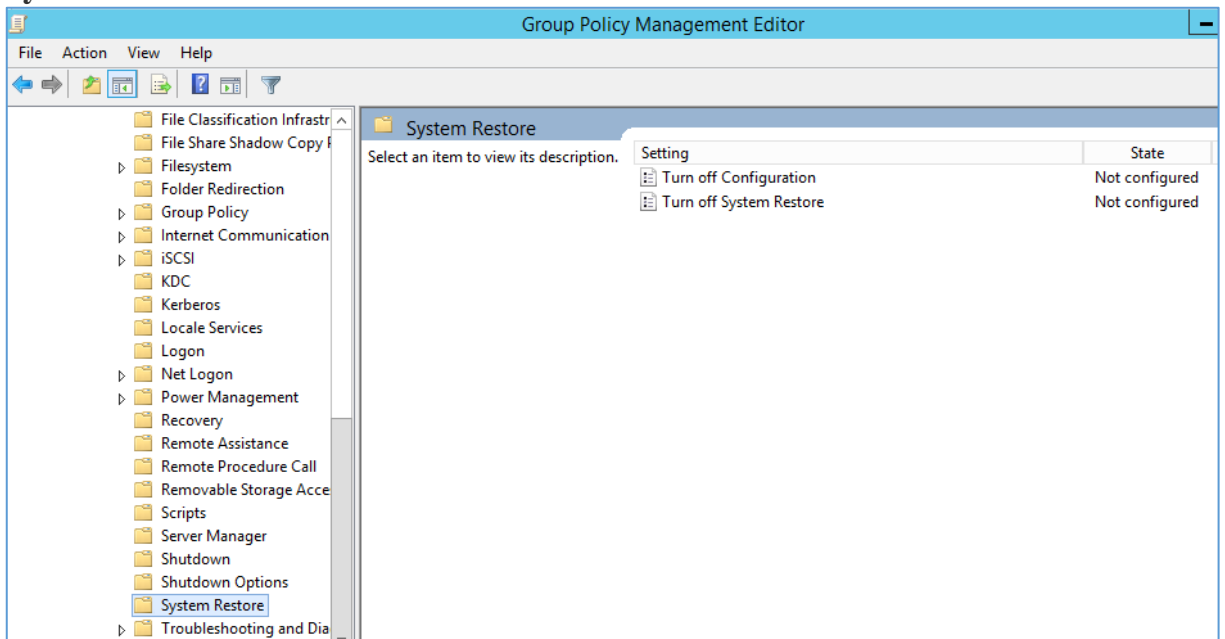 Group Policy Management Editor
File Action View Help
File Classification Infrastr
File Share Shadow Copy
Filesystem
Folder Redirection
Group Policy
Internet Communication
iSCSI
KDC
Kerberos
Locale Services
Logon
Net Logon
Power Management
Recovery
Remote Assistance
Remote Procedure Call
Removable Storage Acce
Scripts
Server Manager
Shutdown
Shutdown Options
System Restore
Troubleshooting and Dia
System Restore
Select an item to view its description.
Setting State
Turn off Configuration Not configured
Turn off System Restore Not configured